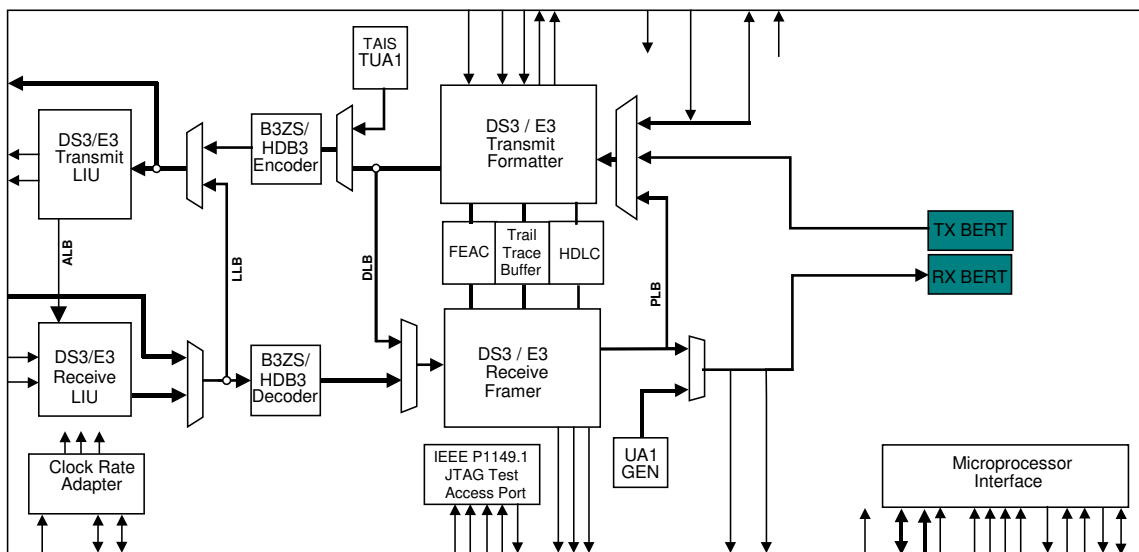 TAIS
TUA1
DS3/E3
Transmit
LIU
B3ZS/
HDB3
Encoder
DS3 / E3
Transmit
Formatter
FEAC
Trail
Trace
Buffer
HDLC
TX BERT
RX BERT
ALB
LLB
DLB
PLB
DS3/E3
Receive
LIU
B3ZS/
HDB3
Decoder
DS3 / E3
Receive
Framer
UA1
GEN
Clock Rate
Adapter
IEEE P1149.1
JTAG Test
Access Port
Microprocessor
Interface